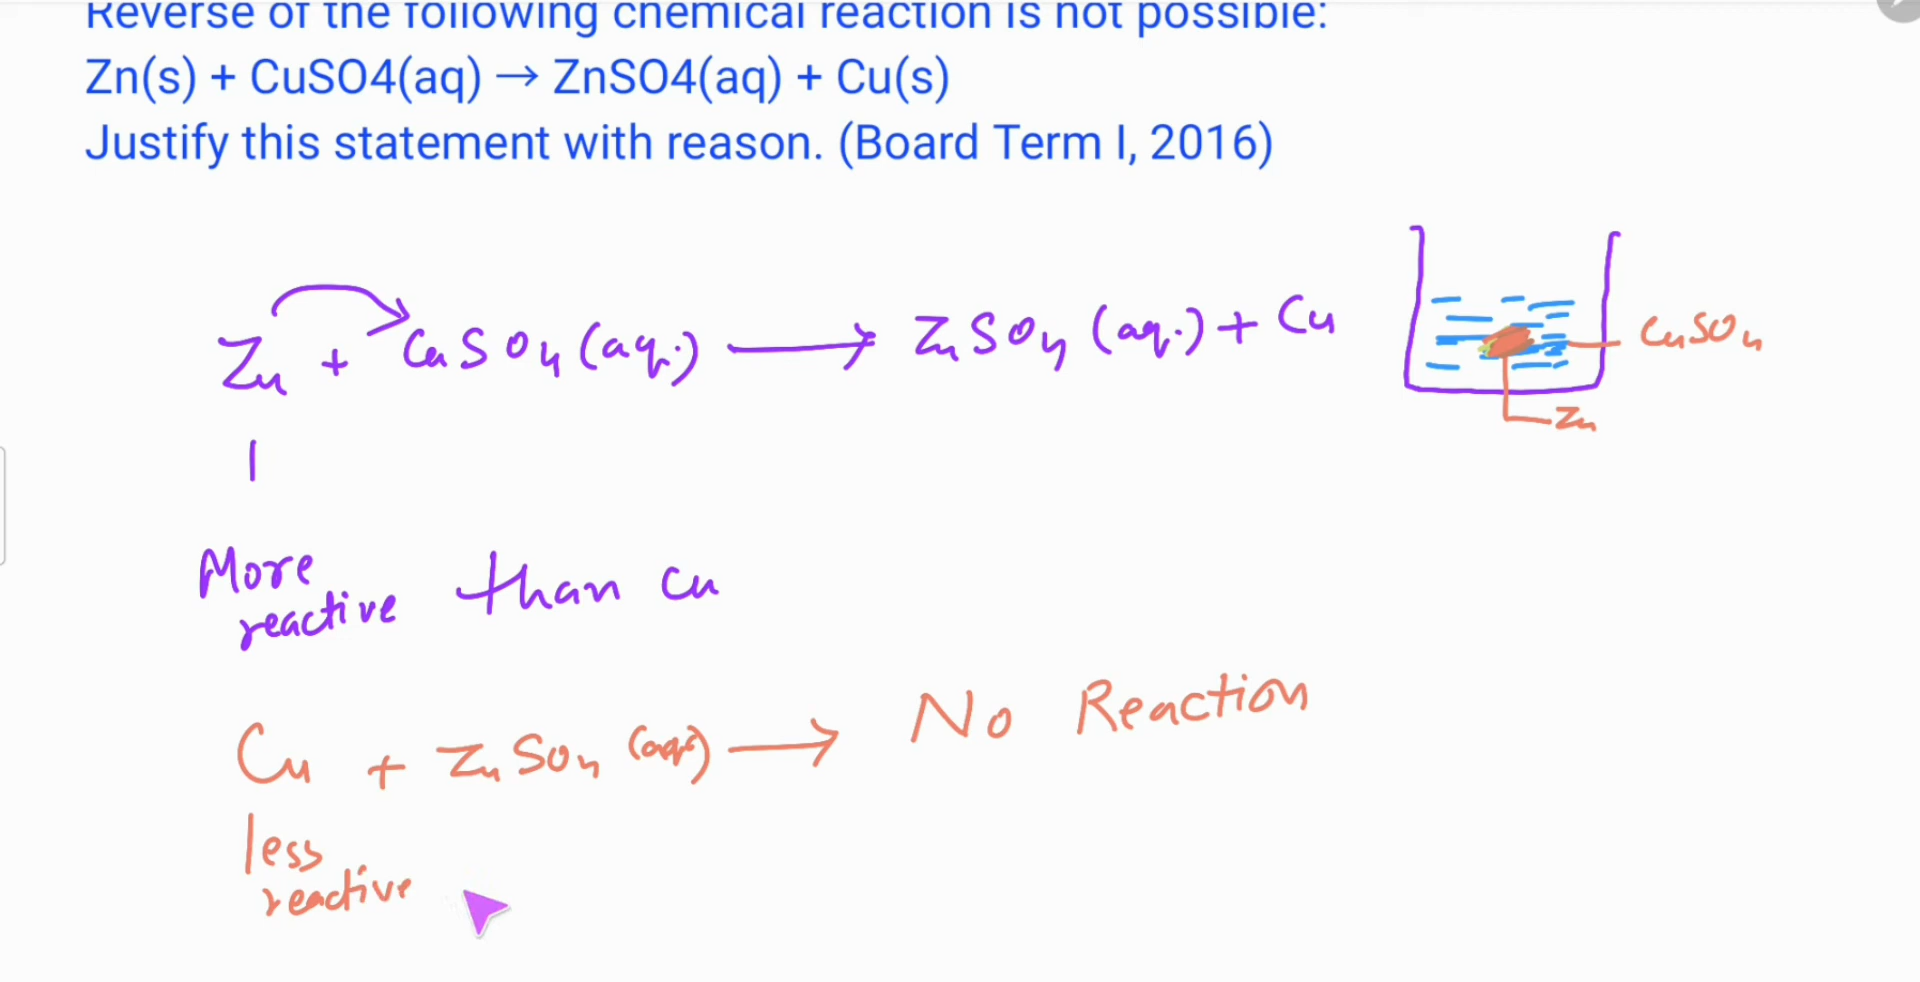 Reverse of the following chemical reaction is not possible:
Zn(s) + CuSO4(aq) → ZnSO4(aq) + Cu(s)
Justify this statement with reason. (Board Term I, 2016)
Zn + CuSO4 (aq.) → ZnSO4 (aq.) + Cu
CuSO4
Zn
More
reactive than Cu
Cu + ZnSO4 (aq.) → No Reaction
less
reactive